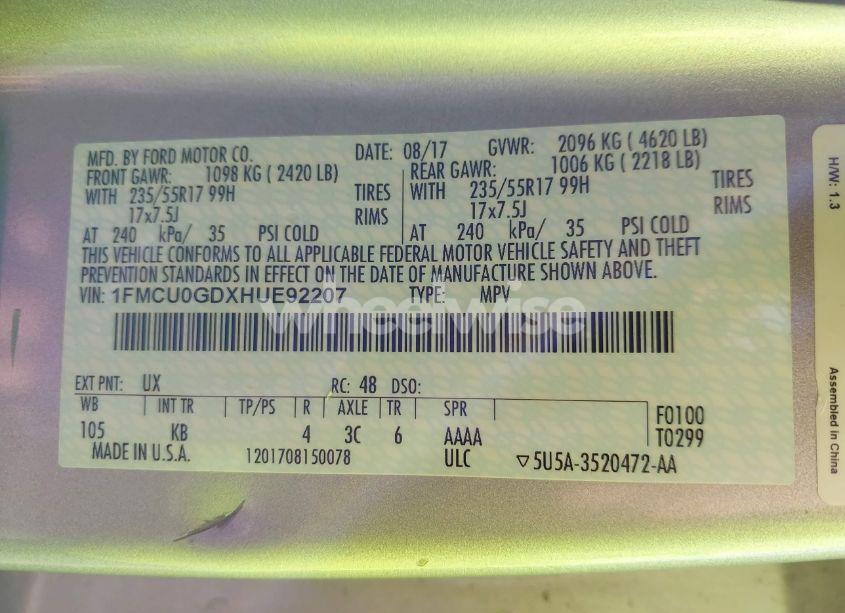 MFD. BY FORD MOTOR CO. DATE: 08/17 GVWR: 2096 KG ( 4620 LB)
FRONT GAWR: 1098 KG ( 2420 LB) REAR GAWR: 1006 KG ( 2218 LB)
WITH 235/55R17 99H TIRES WITH 235/55R17 99H TIRES
17x7.5J RIMS 17x7.5J RIMS
AT 240 kPa/ 35 PSI COLD AT 240 kPa/ 35 PSI COLD
THIS VEHICLE CONFORMS TO ALL APPLICABLE FEDERAL MOTOR VEHICLE SAFETY AND THEFT
PREVENTION STANDARDS IN EFFECT ON THE DATE OF MANUFACTURE SHOWN ABOVE.
VIN: 1FMCU0GDXHUE92207 TYPE: MPV
wheelwise
EXT PNT: UX RC: 48 DSO:
WB INT TR TP/PS R AXLE TR SPR F0100
105 KB 4 3C 6 AAAA T0299
MADE IN U.S.A. 1201708150078 ULC ▽5U5A-3520472-AA
H/W: 1.3
Assembled in China